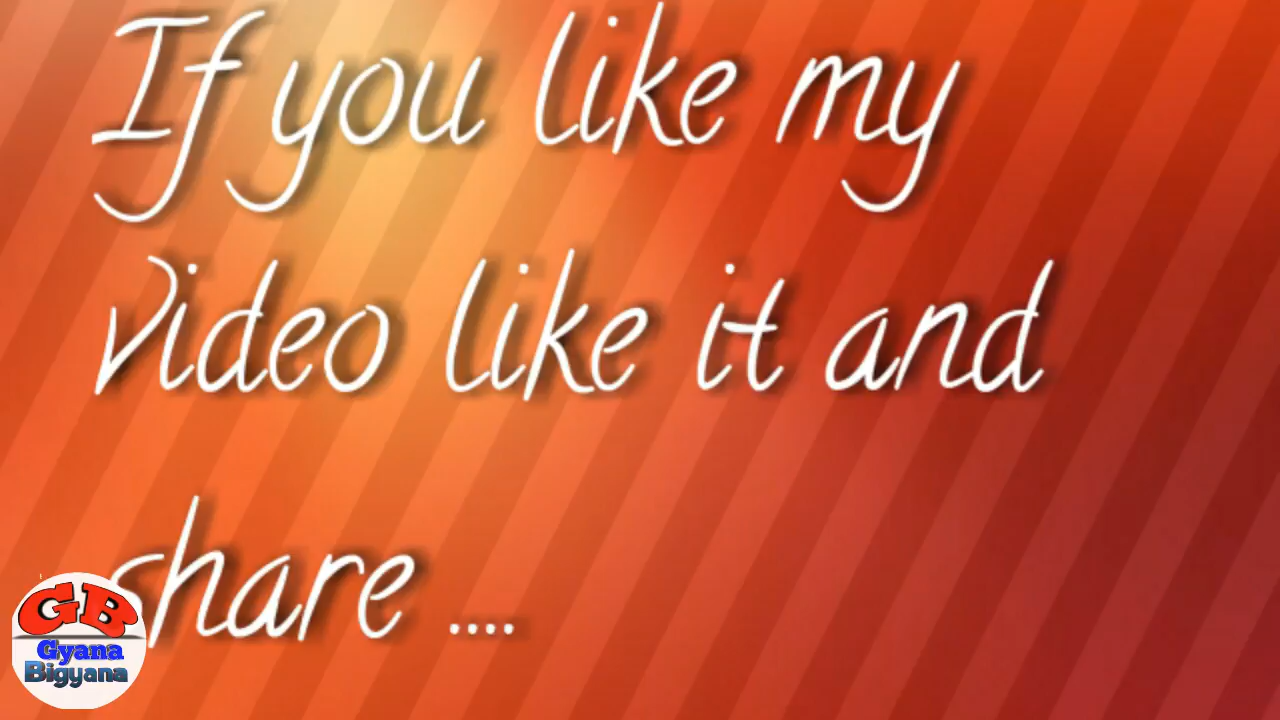 If you like my
video like it and
share ....
GB
Gyana
Bigyana